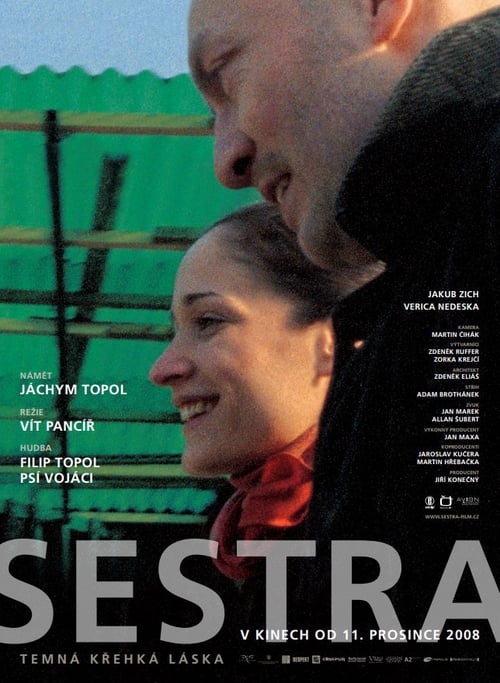 JAKUB ZICH
VERICA NEDESKA
KAMERA
MARTIN ČIHÁK
VÝTVARNÍCI
ZDENĚK RUFFER
ZORKA KREJČÍ
ARCHITEKT
ZDENĚK ELIÁŠ
STŘIH
ADAM BROTHÁNEK
ZVUK
JAN MAREK
ALLAN ŠUBERT
VÝKONNÝ PRODUCENT
JAN MAXA
KOPRODUCENTI
JAROSLAV KUČERA
MARTIN HŘEBAČKA
PRODUCENT
JIŘÍ KONEČNÝ
AVION
WWW.SESTRA-FILM.CZ
NÁMĚT
JÁCHYM TOPOL
REŽIE
VÍT PANCÍŘ
HUDBA
FILIP TOPOL
PSÍ VOJÁCI
SESTRA
V KINECH OD 11. PROSINCE 2008
TEMNÁ KŘEHKÁ LÁSKA
A2